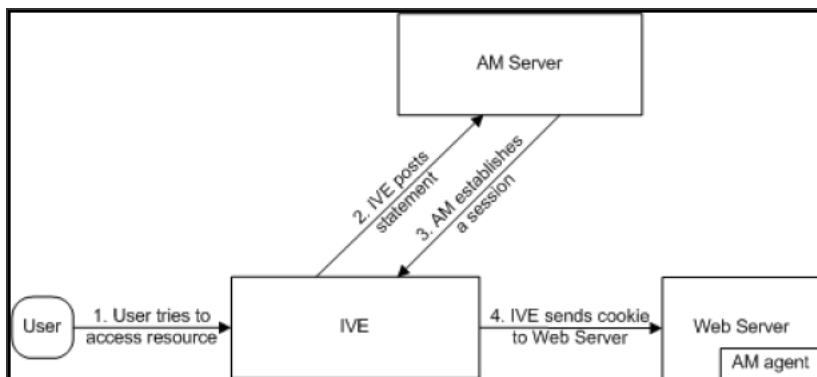 AM Server
2. IVE posts
statement
3. AM establishes
a session
User
1. User tries to
access resource
IVE
4. IVE sends cookie
to Web Server
Web Server
AM agent